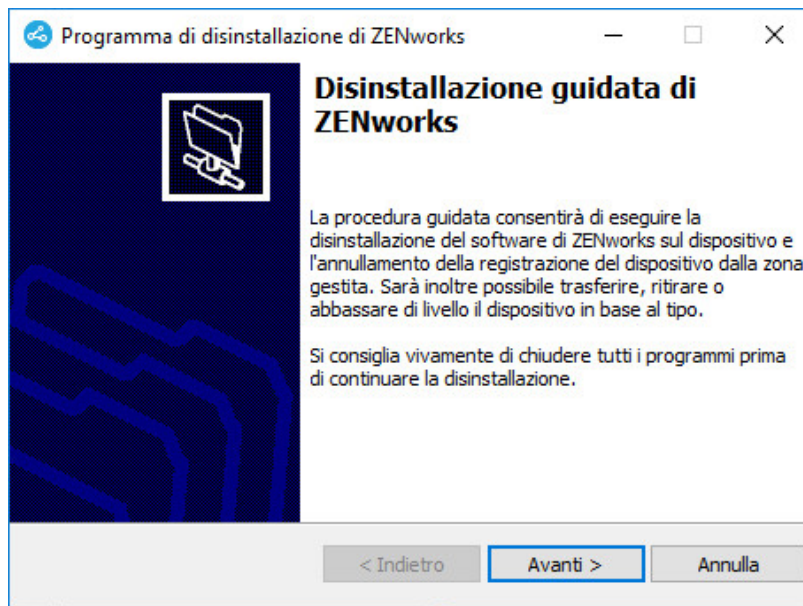 Programma di disinstallazione di ZENworks
Disinstallazione guidata di
ZENworks
La procedura guidata consentirà di eseguire la
disinstallazione del software di ZENworks sul dispositivo e
l'annullamento della registrazione del dispositivo dalla zona
gestita. Sarà inoltre possibile trasferire, ritirare o
abbassare di livello il dispositivo in base al tipo.
Si consiglia vivamente di chiudere tutti i programmi prima
di continuare la disinstallazione.
< Indietro
Avanti >
Annulla